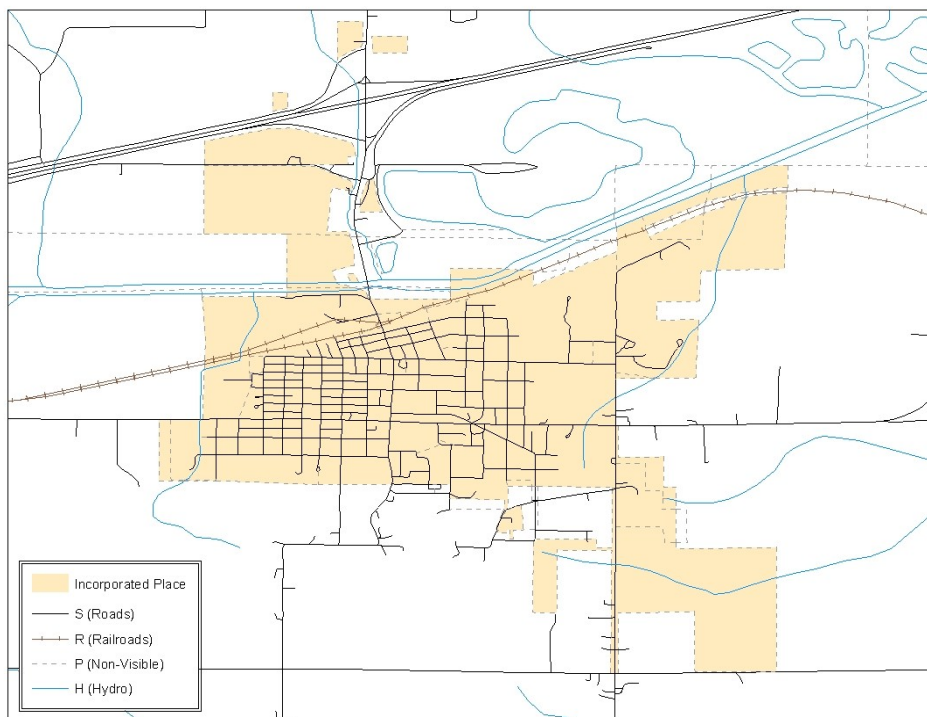 Incorporated Place
S (Roads)
R (Railroads)
P (Non-Visible)
H (Hydro)